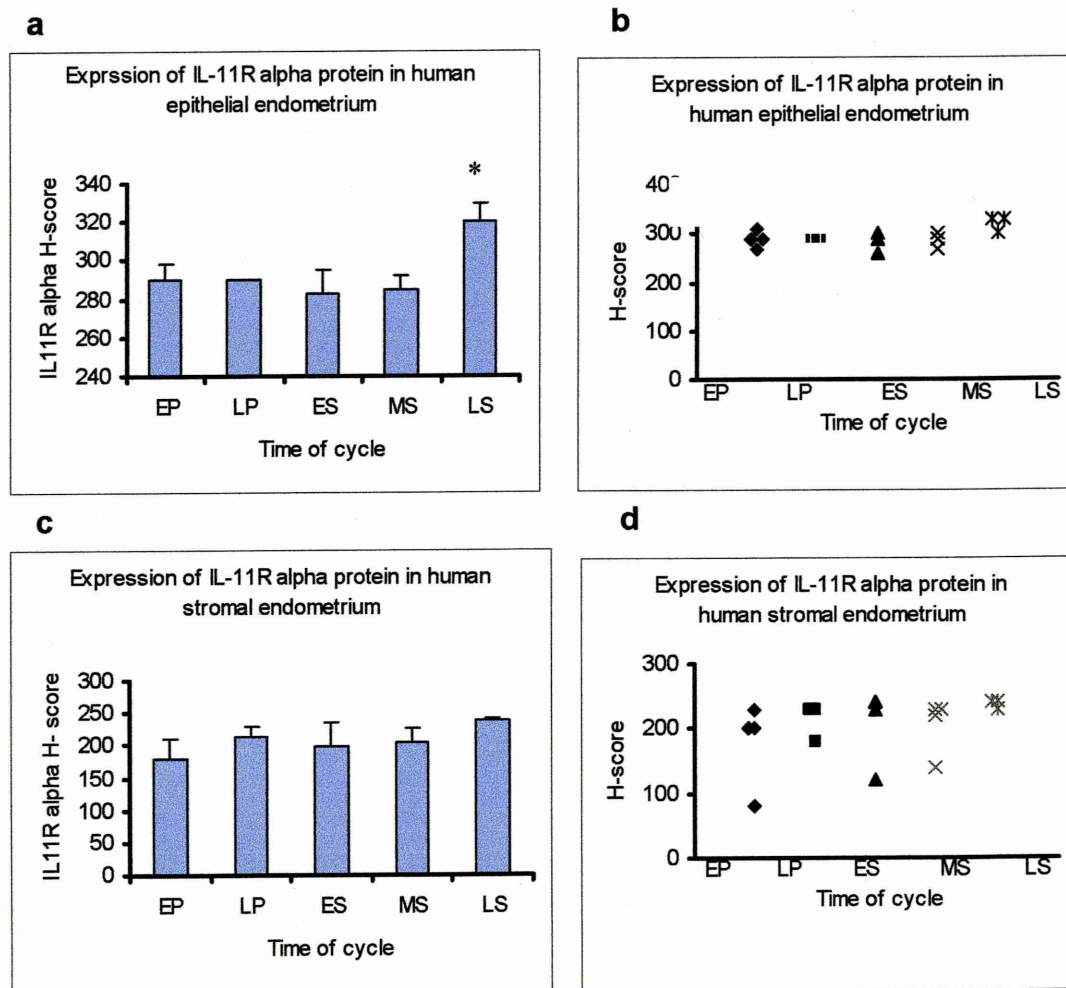 a
Exprssion of IL-11R alpha protein in human
epithelial endometrium
*
IL11R alpha H-score
340
320
300
280
260
240
EP LP ES MS LS
Time of cycle
b
Expression of IL-11R alpha protein in
human epithelial endometrium
H-score
300
200
100
0
EP LP ES MS LS
Time of cycle
c
Expression of IL-11R alpha protein in human
stromal endometrium
IL11R alpha H- score
300
250
200
150
100
50
0
EP LP ES MS LS
Time of cycle
d
Expression of IL-11R alpha protein in
human stromal endometrium
H-score
300
200
100
0
EP LP ES MS LS
Time of cycle